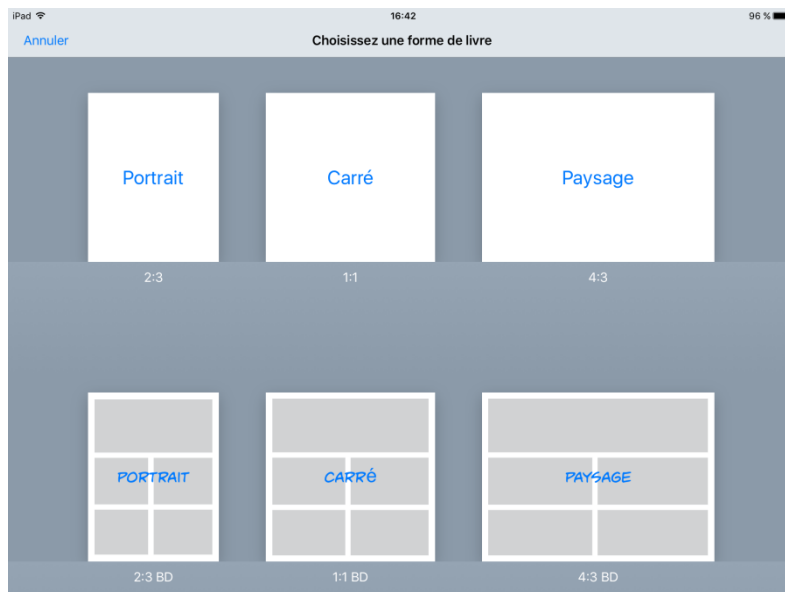 iPad 16:42 96 %
Annuler Choisissez une forme de livre
Portrait Carré Paysage
2:3 1:1 4:3
PORTRAIT CARRÉ PAYSAGE
2:3 BD 1:1 BD 4:3 BD